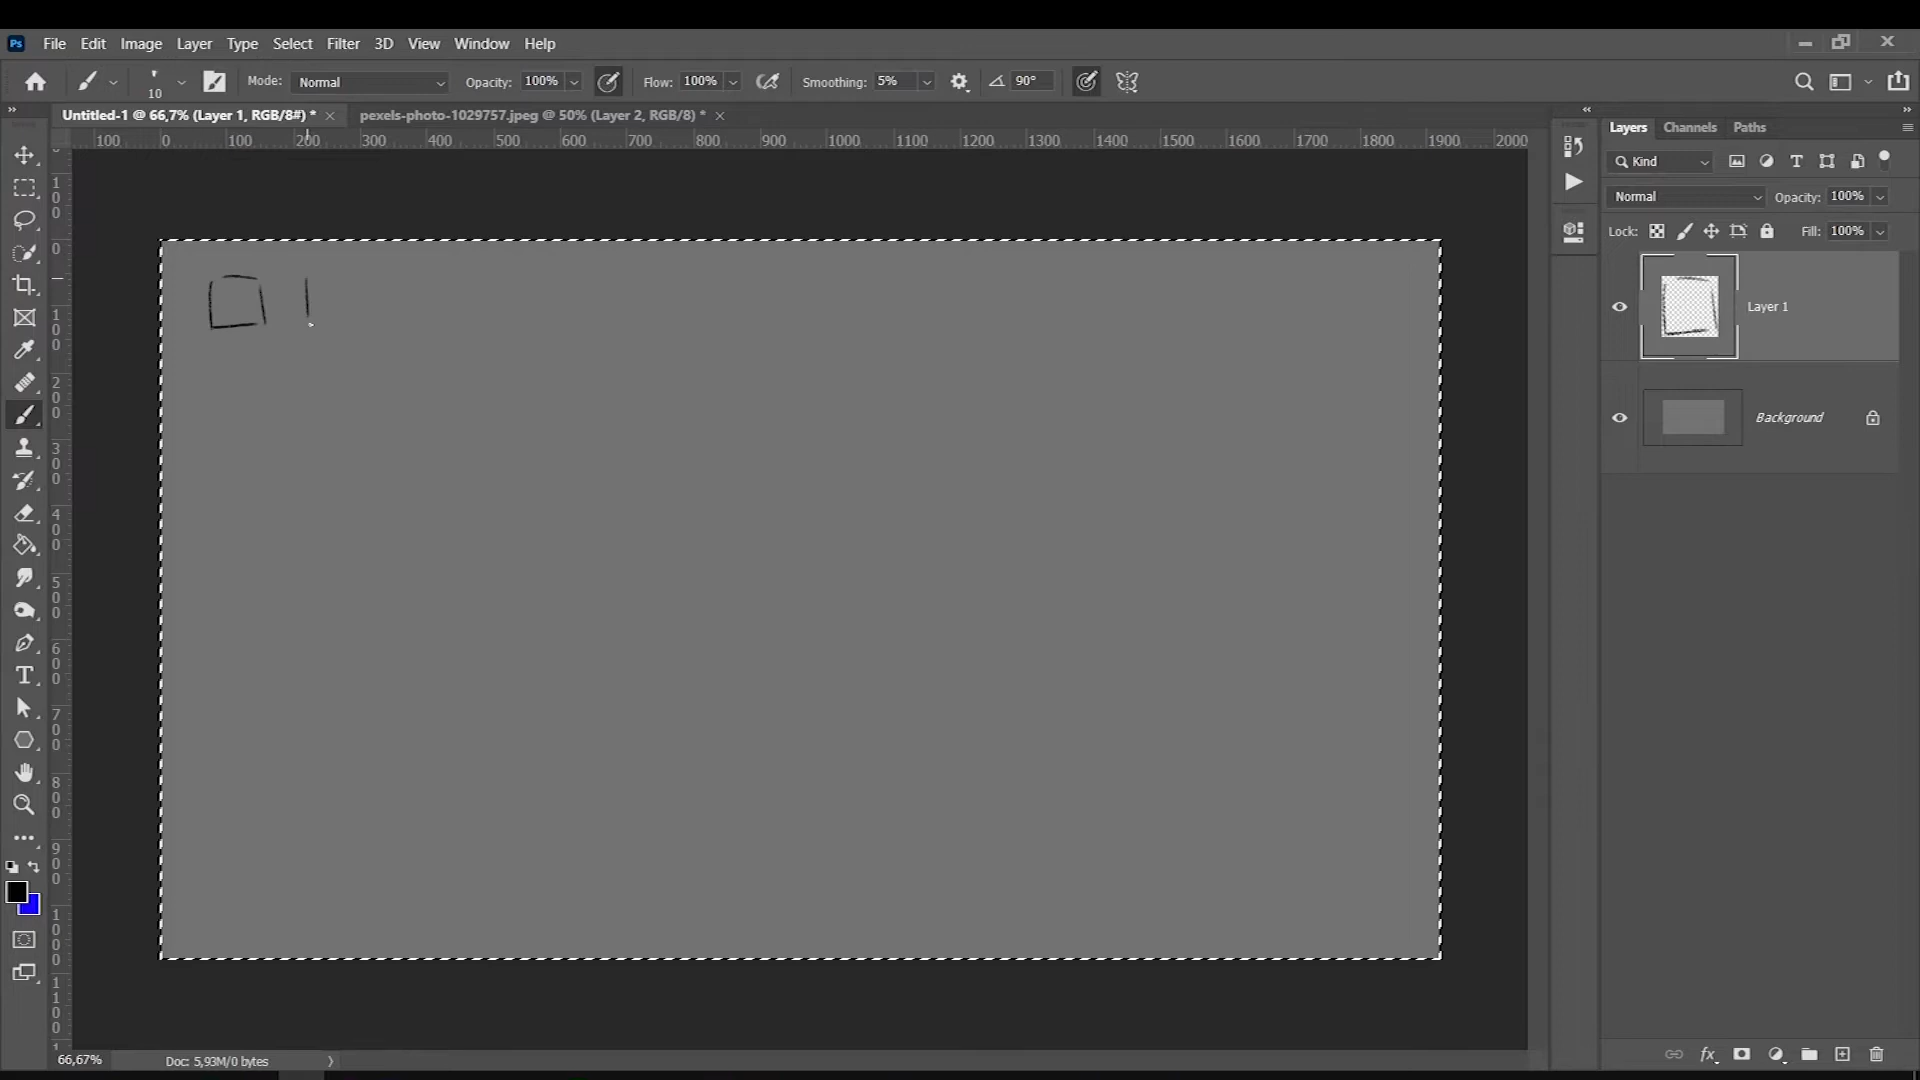 Ps File Edit Image Layer Type Select Filter 3D View Window Help
10 Mode: Normal Opacity: 100% Flow: 100% Smoothing: 5% 90°
Untitled-1 @ 66,7% (Layer 1, RGB/8#) * pexels-photo-1029757.jpeg @ 50% (Layer 2, RGB/8) *
100 0 100 200 300 400 500 600 700 800 900 1000 1100 1200 1300 1400 1500 1600 1700 1800 1900 2000
100
0
100
200
300
400
500
600
700
800
900
1000
1100
Layers Channels Paths
Kind
Normal Opacity: 100%
Lock: Fill: 100%
Layer 1
Background
66,67% Doc: 5,93M/0 bytes
fx